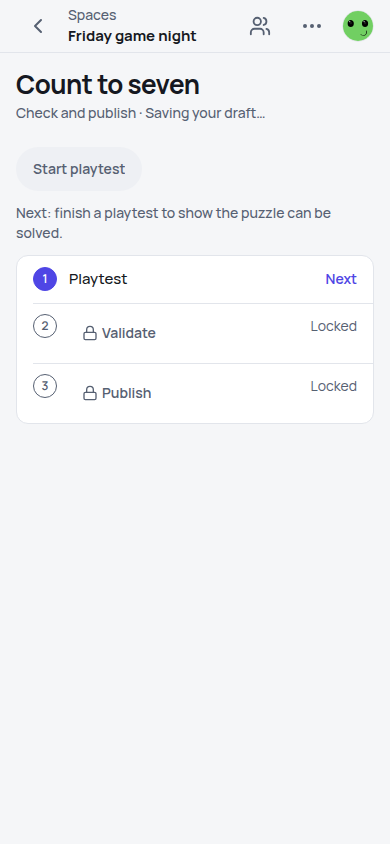 Spaces
Friday game night
Count to seven
Check and publish · Saving your draft…
Start playtest
Next: finish a playtest to show the puzzle can be
solved.
1 Playtest Next
2 Validate Locked
3 Publish Locked